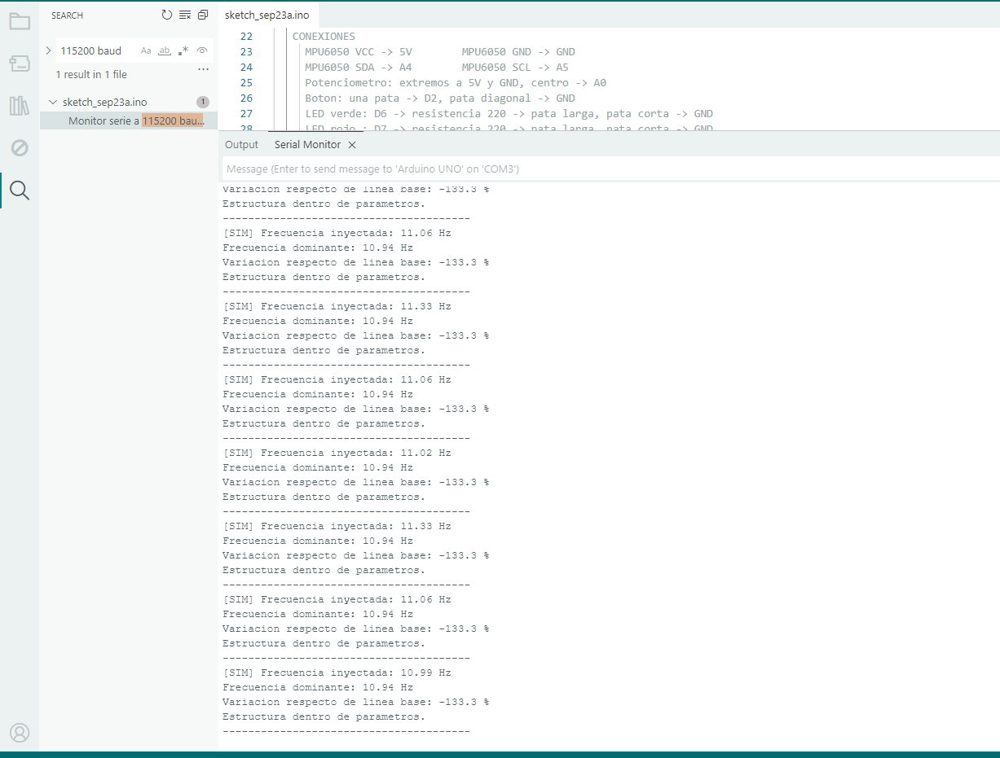 SEARCH
115200 baud
Aa ab .*
1 result in 1 file
...
sketch_sep23a.ino 1
Monitor serie a 115200 bau...
sketch_sep23a.ino
22 CONEXIONES
23 MPU6050 VCC -> 5V MPU6050 GND -> GND
24 MPU6050 SDA -> A4 MPU6050 SCL -> A5
25 Potenciometro: extremos a 5V y GND, centro -> A0
26 Boton: una pata -> D2, pata diagonal -> GND
27 LED verde: D6 -> resistencia 220 -> pata larga, pata corta -> GND
28 LED rojo : D7 -> resistencia 220 -> pata larga, pata corta -> GND
Output Serial Monitor
Message (Enter to send message to 'Arduino UNO' on 'COM3')
Variacion respecto de linea base: -133.3 %
Estructura dentro de parametros.
---------------------------------------
[SIM] Frecuencia inyectada: 11.06 Hz
Frecuencia dominante: 10.94 Hz
Variacion respecto de linea base: -133.3 %
Estructura dentro de parametros.
---------------------------------------
[SIM] Frecuencia inyectada: 11.33 Hz
Frecuencia dominante: 10.94 Hz
Variacion respecto de linea base: -133.3 %
Estructura dentro de parametros.
---------------------------------------
[SIM] Frecuencia inyectada: 11.06 Hz
Frecuencia dominante: 10.94 Hz
Variacion respecto de linea base: -133.3 %
Estructura dentro de parametros.
---------------------------------------
[SIM] Frecuencia inyectada: 11.02 Hz
Frecuencia dominante: 10.94 Hz
Variacion respecto de linea base: -133.3 %
Estructura dentro de parametros.
---------------------------------------
[SIM] Frecuencia inyectada: 11.33 Hz
Frecuencia dominante: 10.94 Hz
Variacion respecto de linea base: -133.3 %
Estructura dentro de parametros.
---------------------------------------
[SIM] Frecuencia inyectada: 11.06 Hz
Frecuencia dominante: 10.94 Hz
Variacion respecto de linea base: -133.3 %
Estructura dentro de parametros.
---------------------------------------
[SIM] Frecuencia inyectada: 10.99 Hz
Frecuencia dominante: 10.94 Hz
Variacion respecto de linea base: -133.3 %
Estructura dentro de parametros.
---------------------------------------